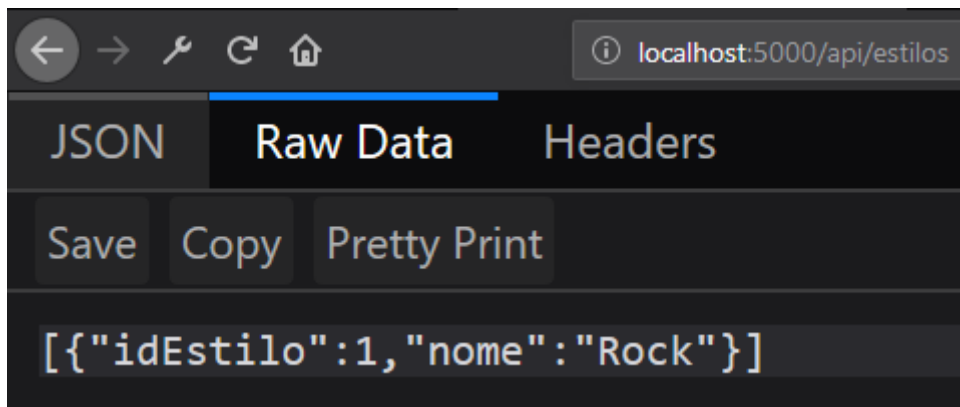 localhost:5000/api/estilos
JSON Raw Data Headers
Save Copy Pretty Print
[{"idEstilo":1,"nome":"Rock"}]